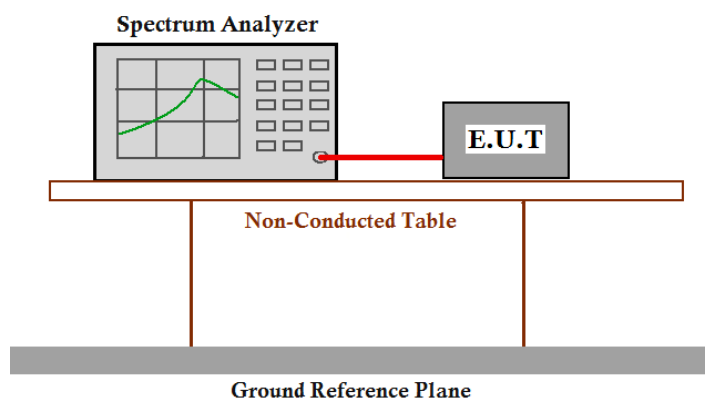 Spectrum Analyzer
E.U.T
Non-Conducted Table
Ground Reference Plane